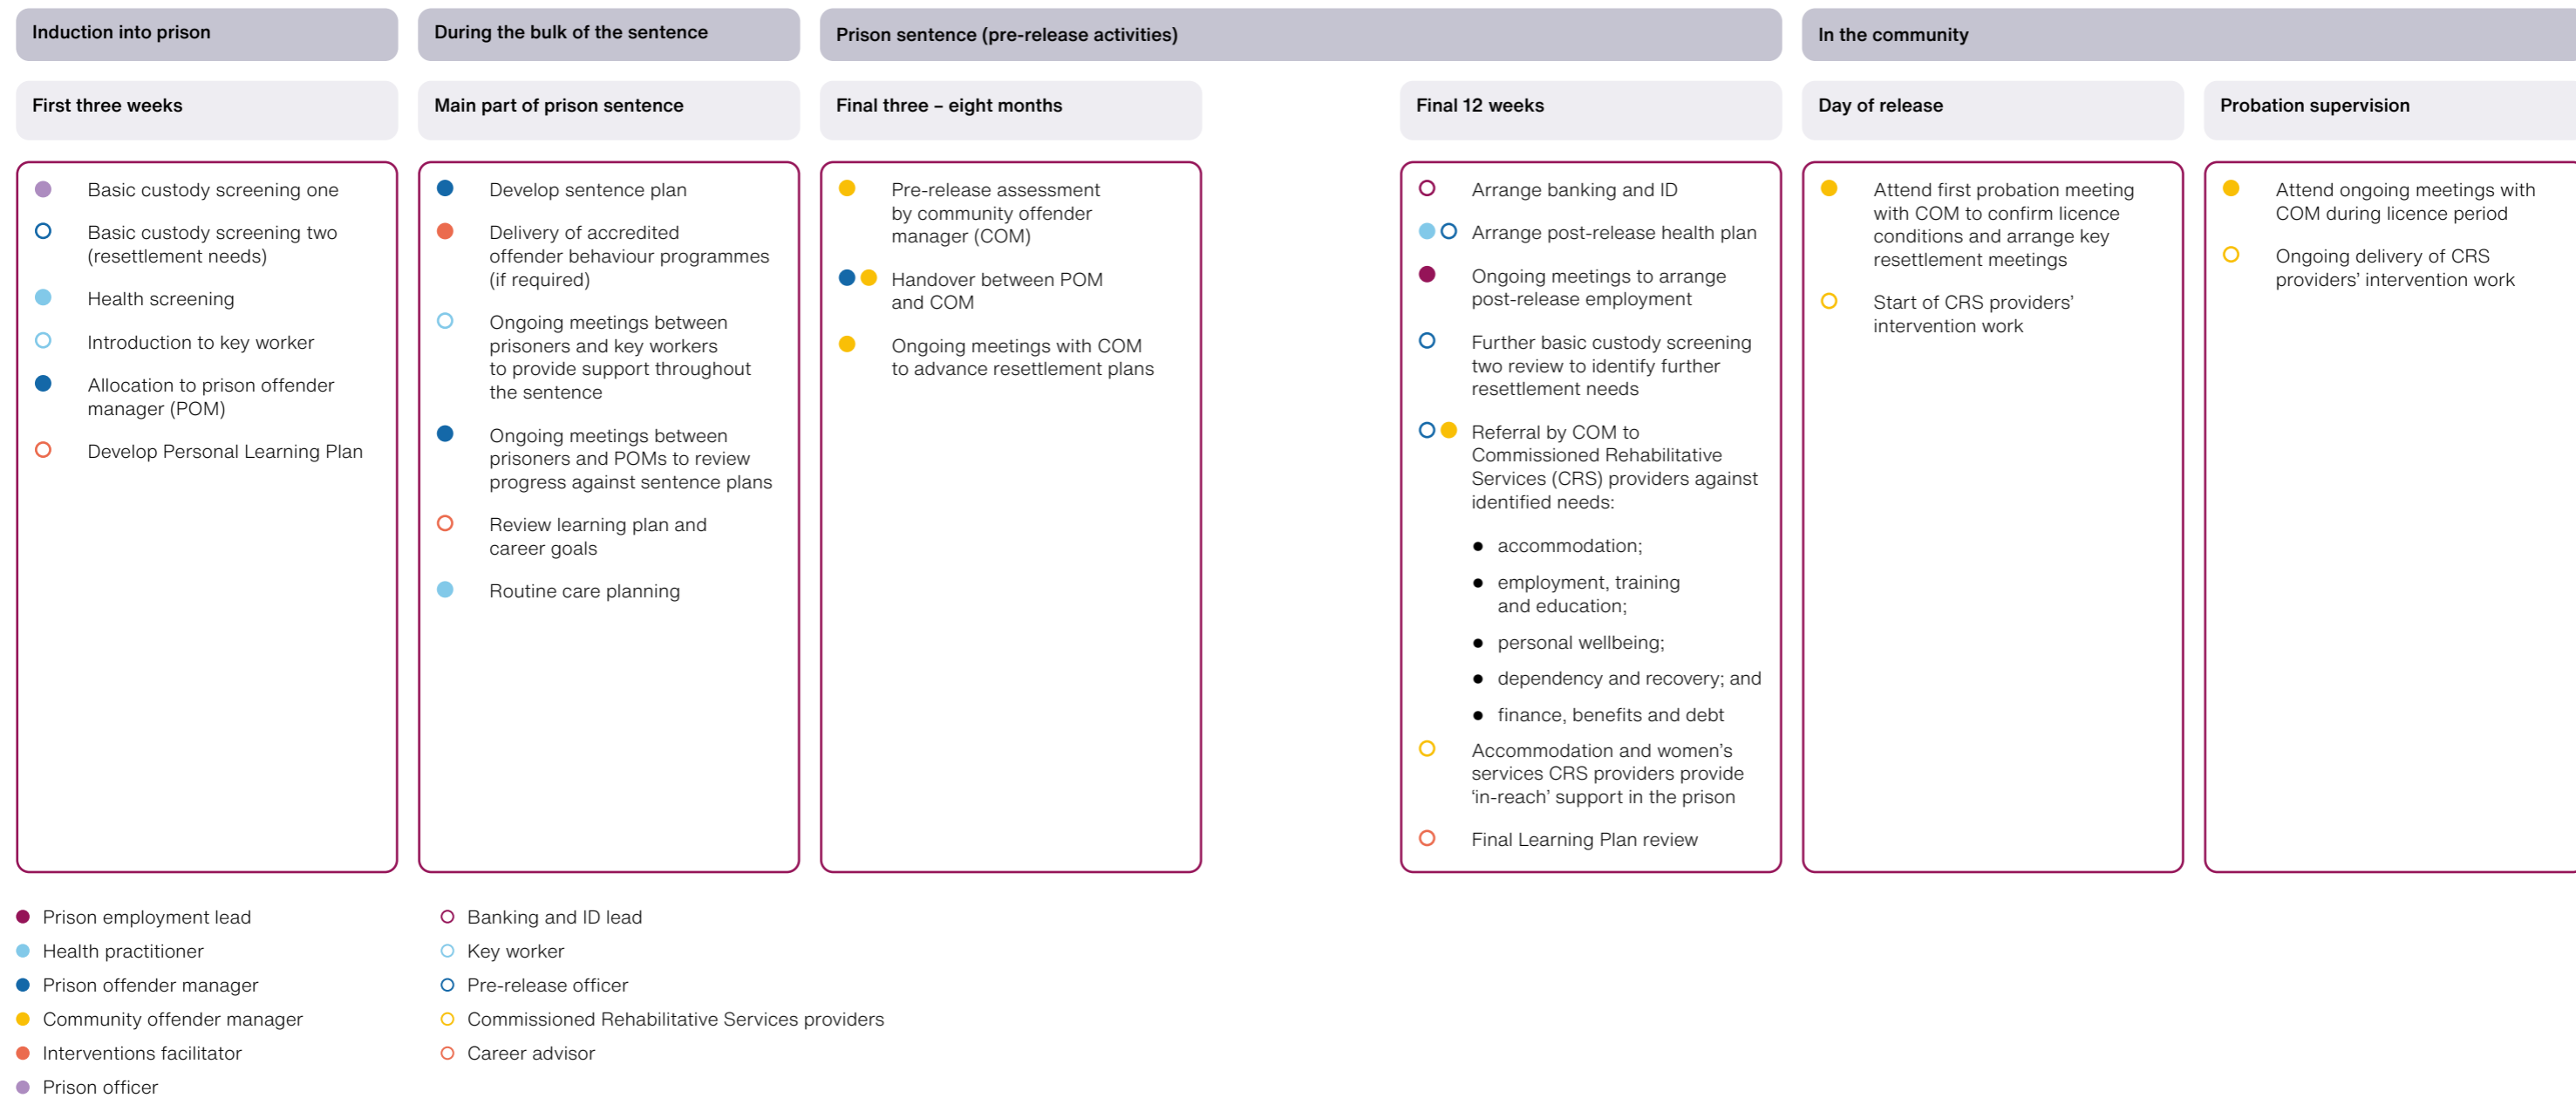 Induction into prison
During the bulk of the sentence
Prison sentence (pre-release activities)
In the community
First three weeks
Main part of prison sentence
Final three – eight months
Final 12 weeks
Day of release
Probation supervision
Basic custody screening one
Basic custody screening two
(resettlement needs)
Health screening
Introduction to key worker
Allocation to prison offender
manager (POM)
Develop Personal Learning Plan
Develop sentence plan
Delivery of accredited
offender behaviour programmes
(if required)
Ongoing meetings between
prisoners and key workers
to provide support throughout
the sentence
Ongoing meetings between
prisoners and POMs to review
progress against sentence plans
Review learning plan and
career goals
Routine care planning
Pre-release assessment
by community offender
manager (COM)
Handover between POM
and COM
Ongoing meetings with COM
to advance resettlement plans
Arrange banking and ID
Arrange post-release health plan
Ongoing meetings to arrange
post-release employment
Further basic custody screening
two review to identify further
resettlement needs
Referral by COM to
Commissioned Rehabilitative
Services (CRS) providers against
identified needs:
● accommodation;
● employment, training
and education;
● personal wellbeing;
● dependency and recovery; and
● finance, benefits and debt
Accommodation and women’s
services CRS providers provide
‘in-reach’ support in the prison
Final Learning Plan review
Attend first probation meeting
with COM to confirm licence
conditions and arrange key
resettlement meetings
Start of CRS providers’
intervention work
Attend ongoing meetings with
COM during licence period
Ongoing delivery of CRS
providers’ intervention work
Prison employment lead
Health practitioner
Prison offender manager
Community offender manager
Interventions facilitator
Prison officer
Banking and ID lead
Key worker
Pre-release officer
Commissioned Rehabilitative Services providers
Career advisor